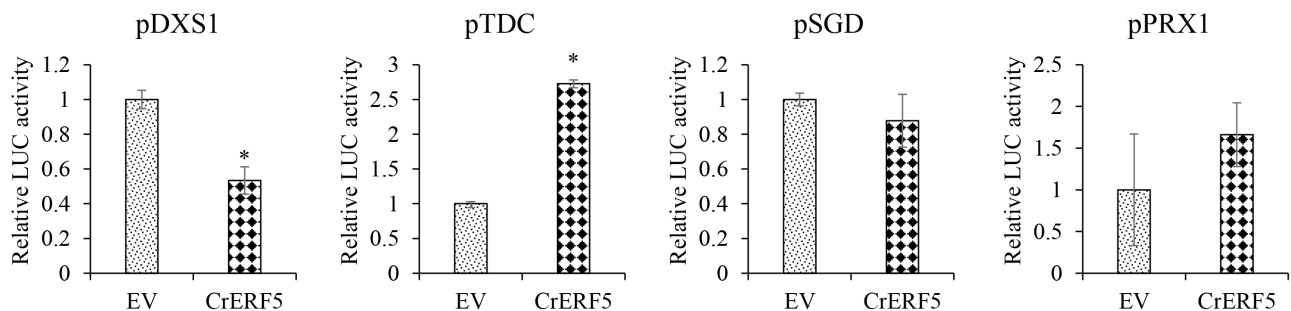 pDXS1
Relative LUC activity
1.2
1
0.8
0.6
0.4
0.2
0
*
EV
CrERF5
pTDC
Relative LUC activity
3
2.5
2
1.5
1
0.5
0
*
EV
CrERF5
pSGD
Relative LUC activity
1.2
1
0.8
0.6
0.4
0.2
0
EV
CrERF5
pPRX1
Relative LUC activity
2.5
2
1.5
1
0.5
0
EV
CrERF5